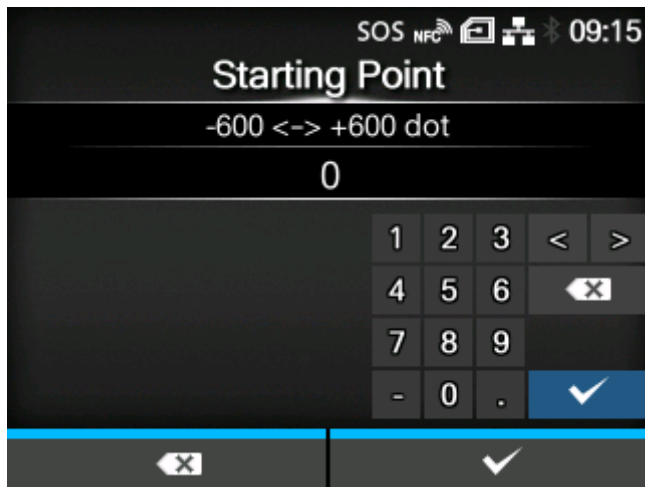 SOS NFC 09:15
Starting Point
-600 <-> +600 dot
0
1 2 3 < >
4 5 6
7 8 9
- 0 .